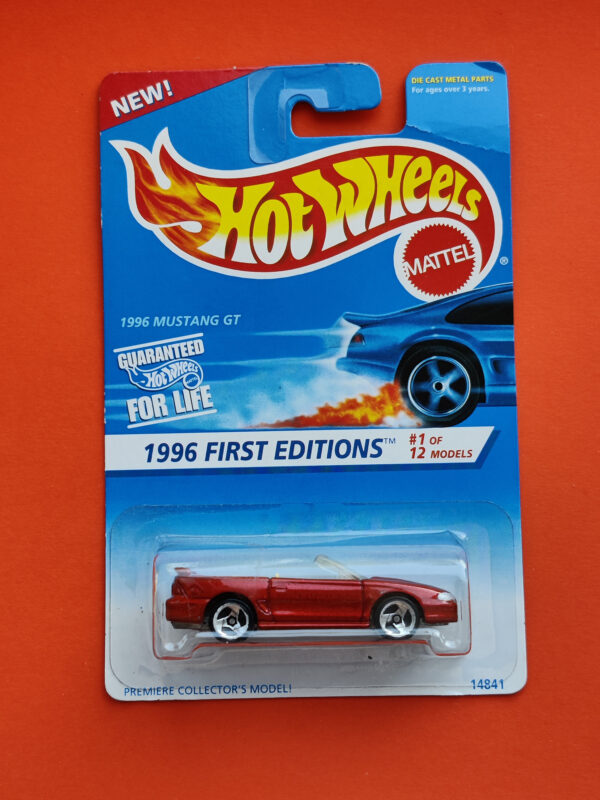 NEW!
DIE CAST METAL PARTS
For ages over 3 years.
HOT WHEELS
MATTEL
®
1996 MUSTANG GT
GUARANTEED
HOT WHEELS
FOR LIFE
1996 FIRST EDITIONS™
#1 OF
12 MODELS
PREMIERE COLLECTOR'S MODEL!
14841